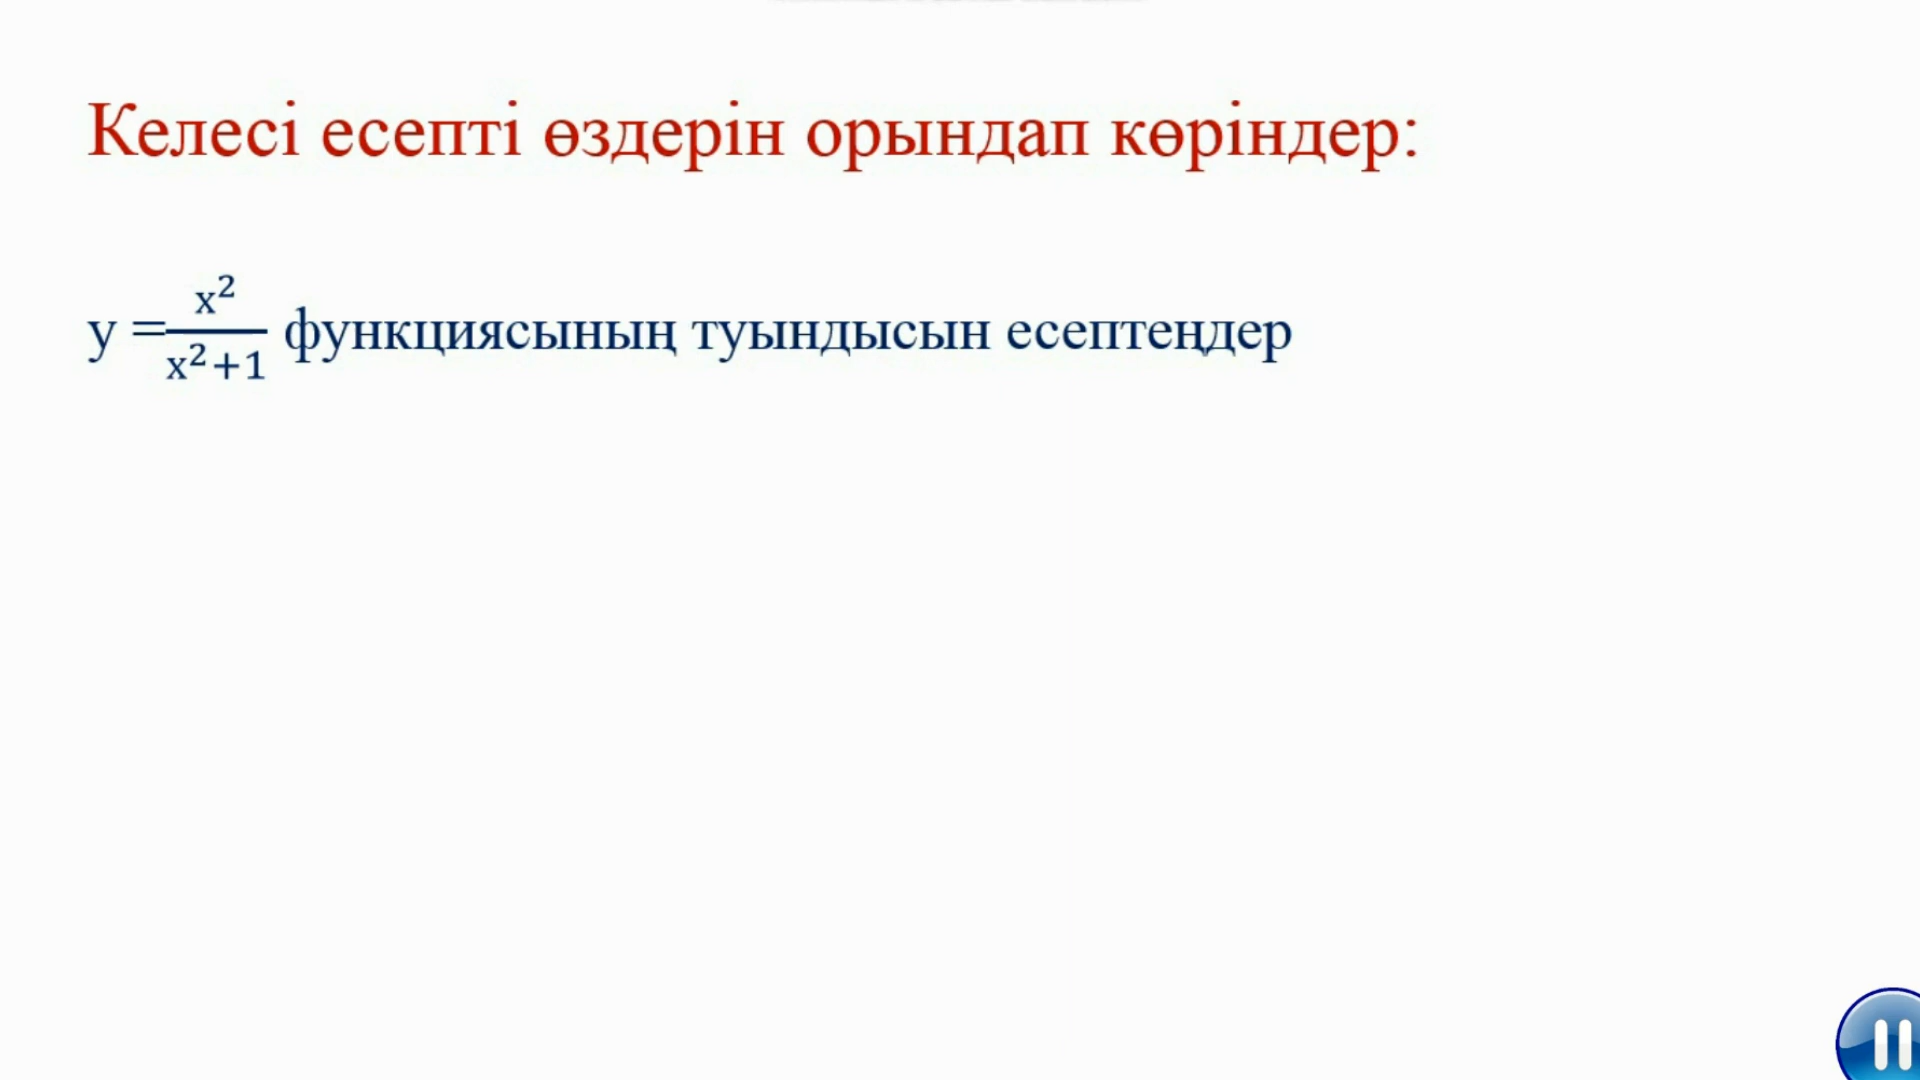 Келесі есепті өздерін орындап көріндер:
y = x²/x²+1 функциясының туындысын есептеңдер